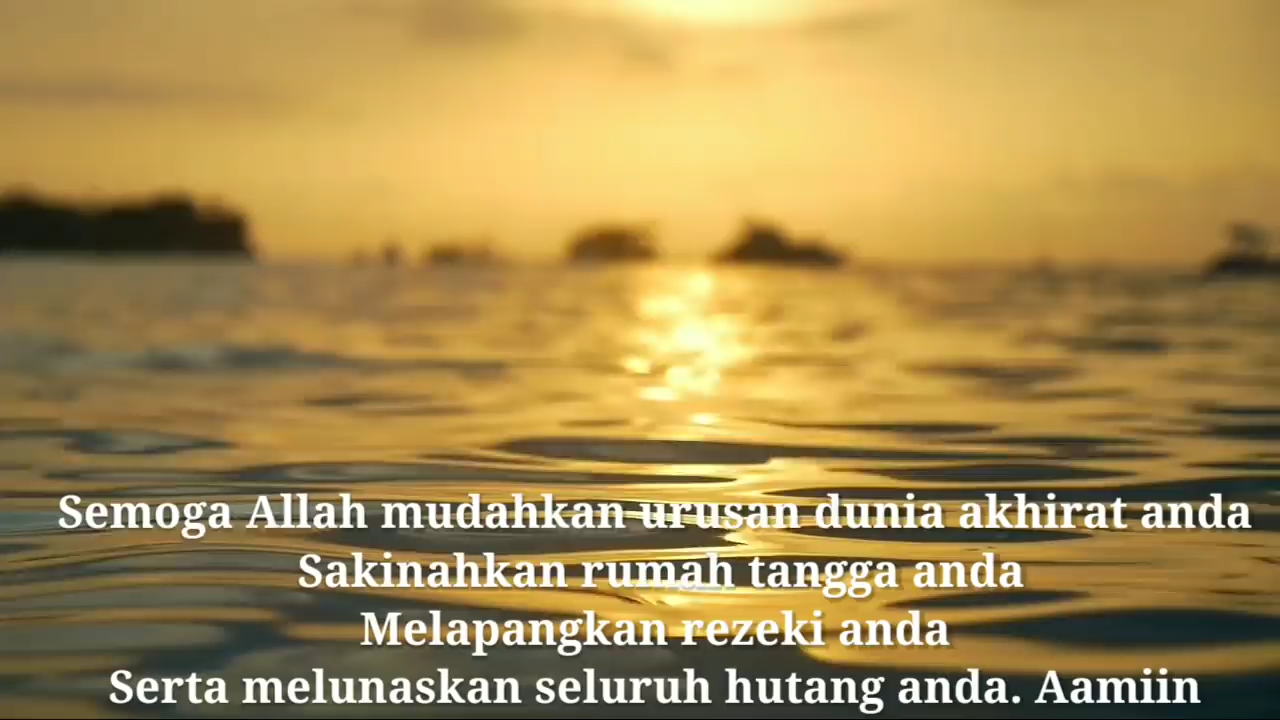 Semoga Allah mudahkan urusan dunia akhirat anda
Sakinahkan rumah tangga anda
Melapangkan rezeki anda
Serta melunaskan seluruh hutang anda. Aamiin